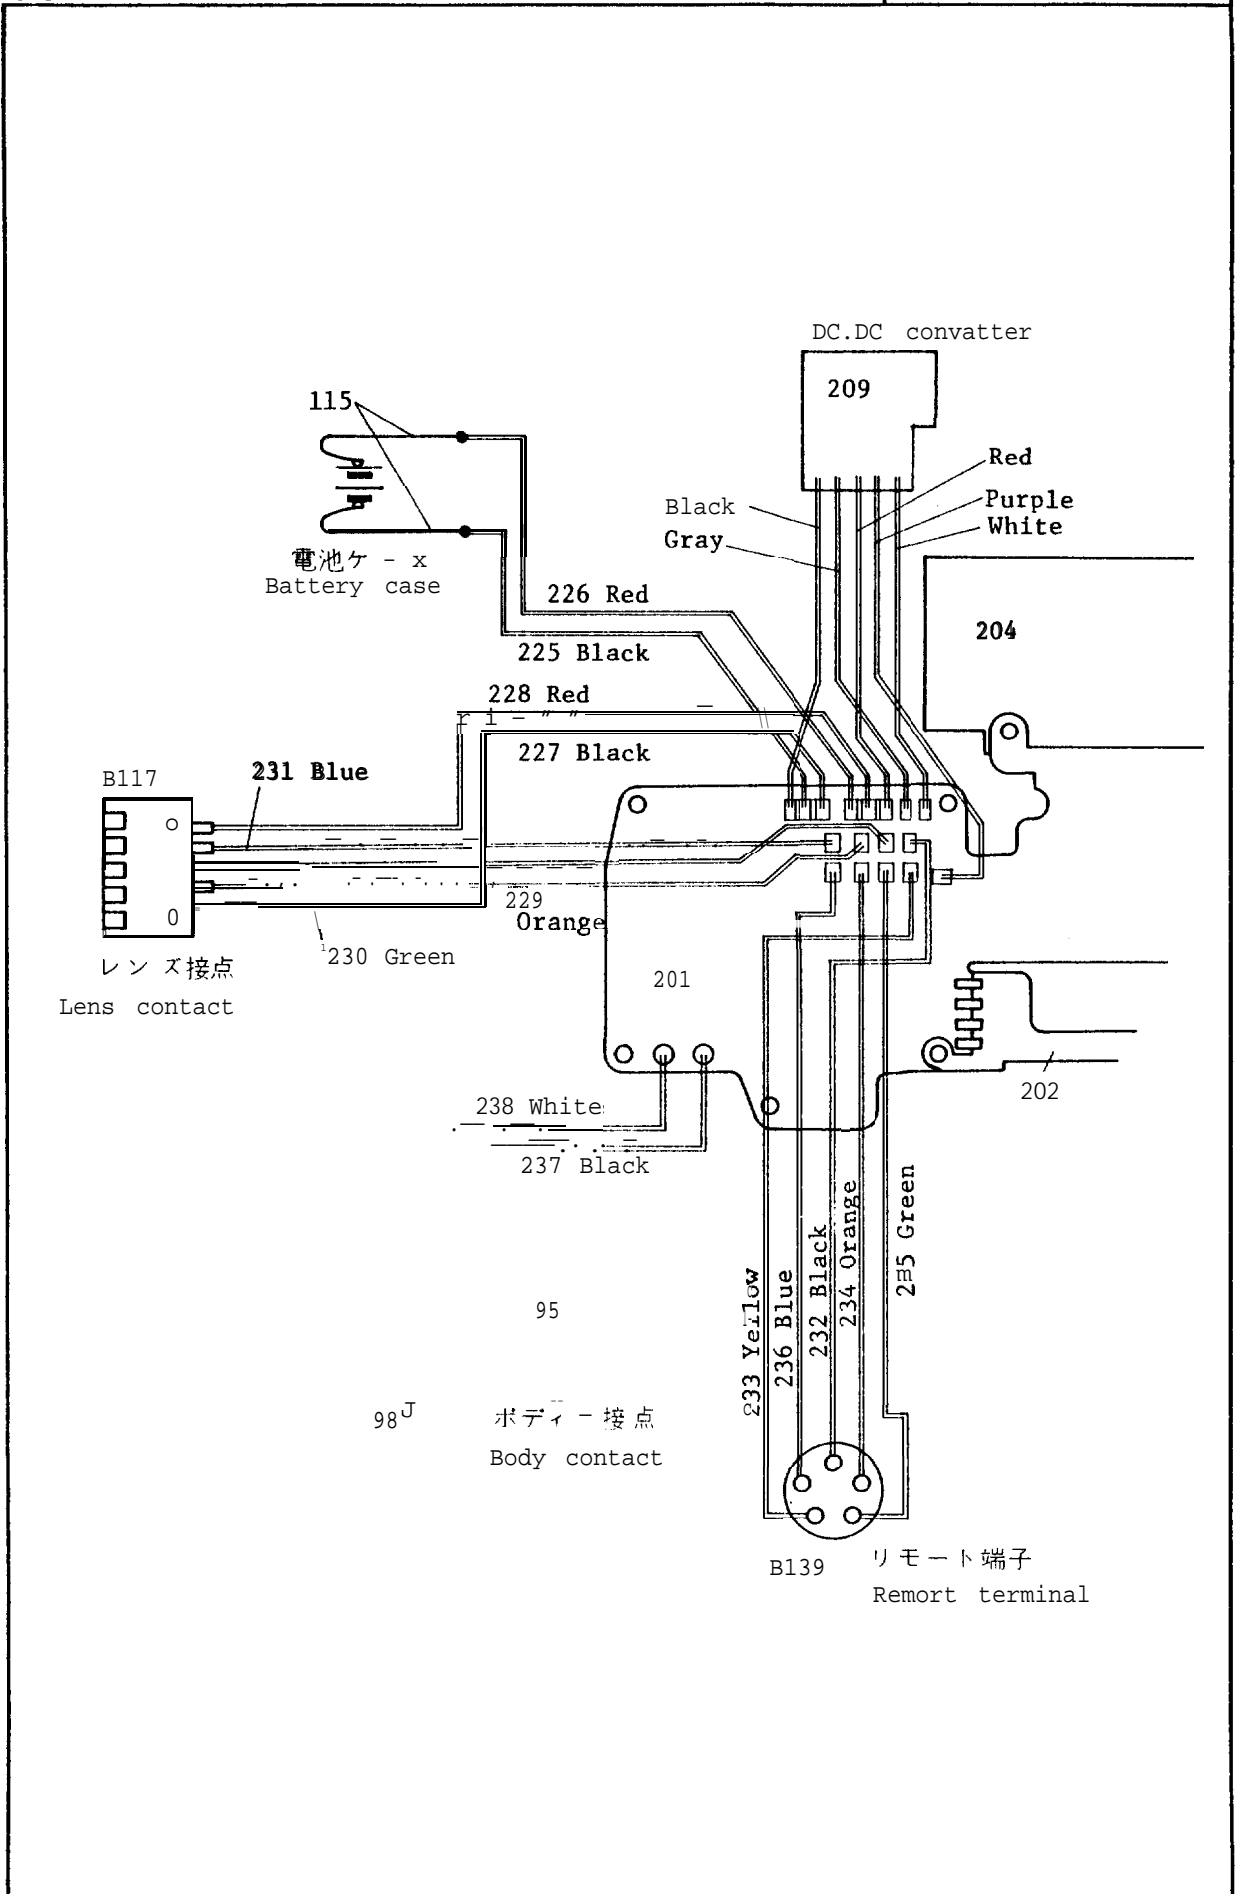 DC.DC convatter
209
115
Red
Black
Purple
Gray
White
電池ケ - x
Battery case
226 Red
204
225 Black
228 Red
r i - " "
227 Black
B117
231 Blue
229
Orange
230 Green
レンズ接点
201
Lens contact
202
238 White
237 Black
2m5 Green
234 Orange
232 Black
236 Blue
233 Yellow
95
98J
ボディー接点
Body contact
リモート端子
B139
Remort terminal